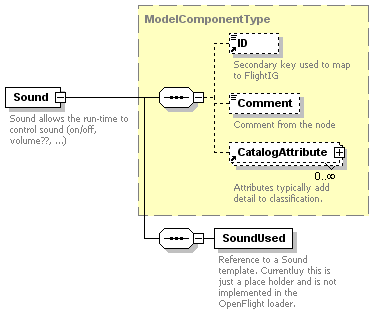 ModelComponentType
ID
Secondary key used to map
to FlightIG
Sound
Sound allows the run-time to
control sound (on/off,
volume??, ...)
Comment
Comment from the node
CatalogAttribute
0..∞
Attributes typically add
detail to classification.
SoundUsed
Reference to a Sound
template. Currentluy this is
just a place holder and is not
implemented in the
OpenFlight loader.